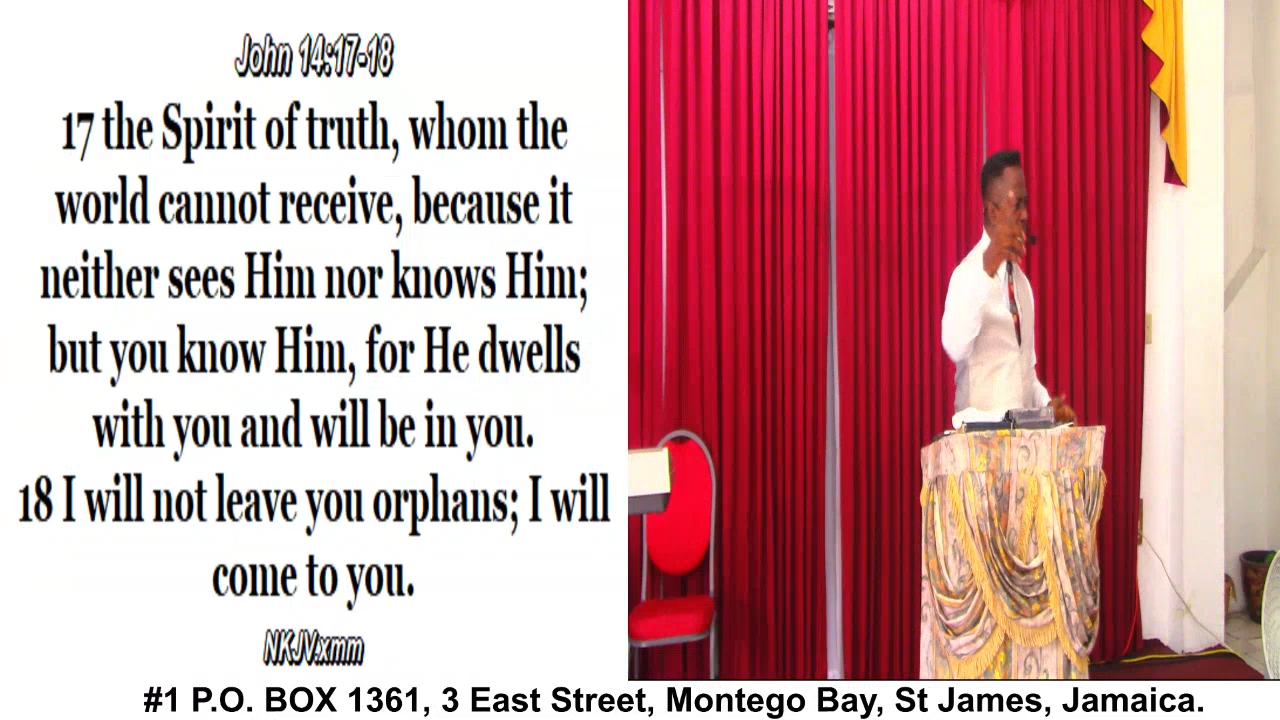 John 14:17-18
17 the Spirit of truth, whom the
world cannot receive, because it
neither sees Him nor knows Him;
but you know Him, for He dwells
with you and will be in you.
18 I will not leave you orphans; I will
come to you.
NKJV.xmm
#1 P.O. BOX 1361, 3 East Street, Montego Bay, St James, Jamaica.